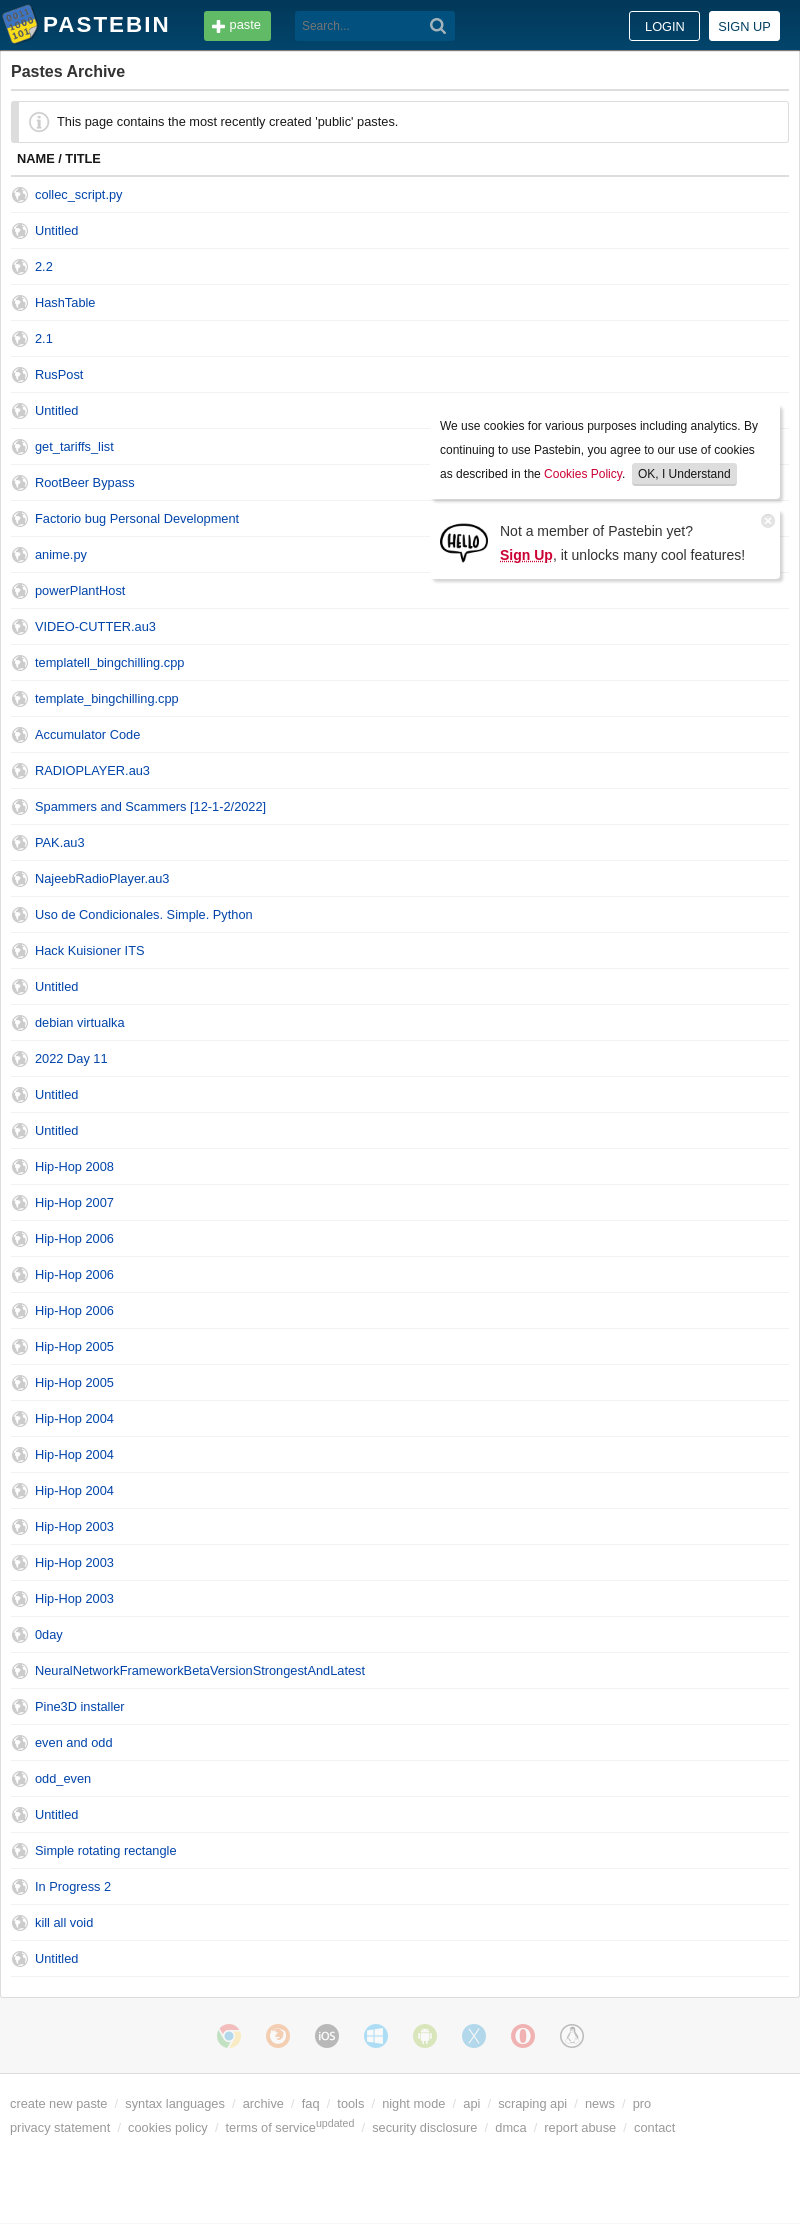 PASTEBIN
paste
Search...
LOGIN
SIGN UP
Pastes Archive
This page contains the most recently created 'public' pastes.
NAME / TITLE
collec_script.py
Untitled
2.2
HashTable
2.1
RusPost
Untitled
get_tariffs_list
RootBeer Bypass
Factorio bug Personal Development
anime.py
powerPlantHost
VIDEO-CUTTER.au3
templatell_bingchilling.cpp
template_bingchilling.cpp
Accumulator Code
RADIOPLAYER.au3
Spammers and Scammers [12-1-2/2022]
PAK.au3
NajeebRadioPlayer.au3
Uso de Condicionales. Simple. Python
Hack Kuisioner ITS
Untitled
debian virtualka
2022 Day 11
Untitled
Untitled
Hip-Hop 2008
Hip-Hop 2007
Hip-Hop 2006
Hip-Hop 2006
Hip-Hop 2006
Hip-Hop 2005
Hip-Hop 2005
Hip-Hop 2004
Hip-Hop 2004
Hip-Hop 2004
Hip-Hop 2003
Hip-Hop 2003
Hip-Hop 2003
0day
NeuralNetworkFrameworkBetaVersionStrongestAndLatest
Pine3D installer
even and odd
odd_even
Untitled
Simple rotating rectangle
In Progress 2
kill all void
Untitled
We use cookies for various purposes including analytics. By
continuing to use Pastebin, you agree to our use of cookies
as described in the Cookies Policy. OK, I Understand
HELLO
Not a member of Pastebin yet?
Sign Up, it unlocks many cool features!
iOS
create new paste / syntax languages / archive / faq / tools / night mode / api / scraping api / news / pro
privacy statement / cookies policy / terms of service updated / security disclosure / dmca / report abuse / contact